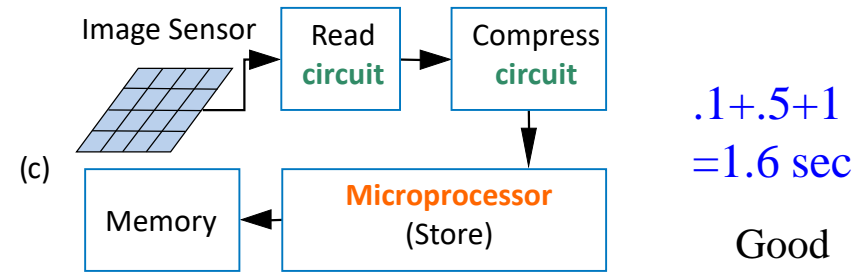 Image Sensor
Read
circuit
Compress
circuit
.1+.5+1
=1.6 sec
(c)
Memory
Microprocessor
(Store)
Good